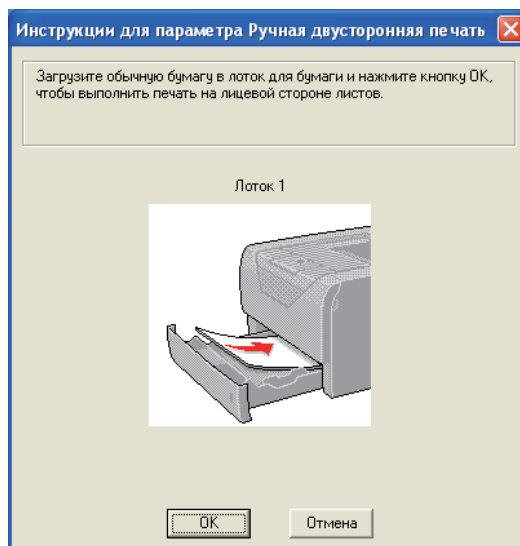 Инструкции для параметра Ручная двусторонняя печать
Загрузите обычную бумагу в лоток для бумаги и нажмите кнопку OK,
чтобы выполнить печать на лицевой стороне листов.
Лоток 1
OK
Отмена